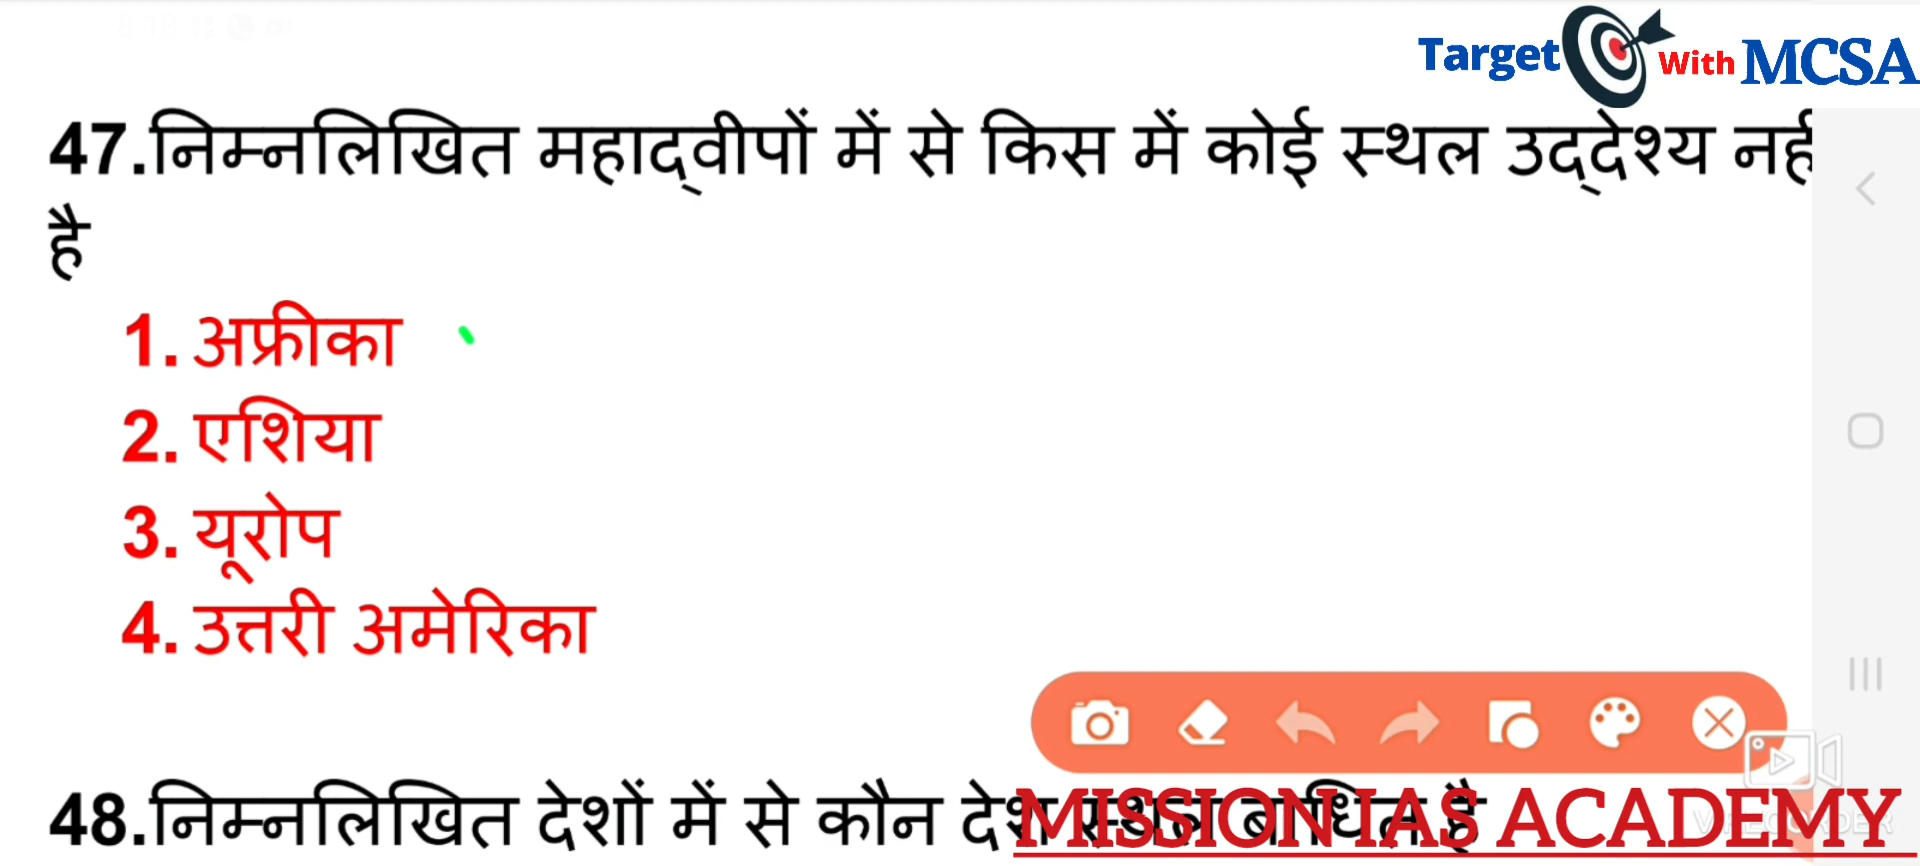 Target With MCSA
47.निम्नलिखित महाद्वीपों में से किस में कोई स्थल उद्देश्य नहीं
है
1. अफ्रीका
2. एशिया
3. यूरोप
4. उत्तरी अमेरिका
48.निम्नलिखित देशों में से कौन देश स्थल बाधित है
MISSION IAS ACADEMY